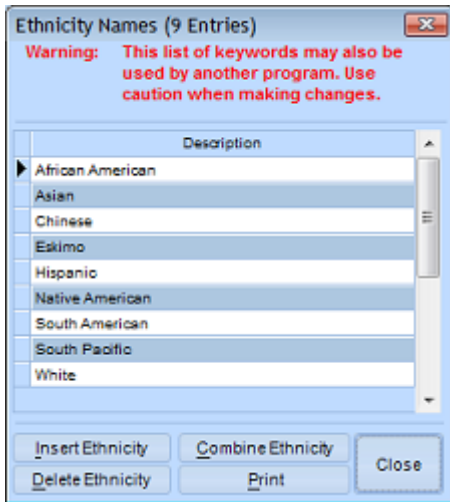 Ethnicity Names (9 Entries)
Warning: This list of keywords may also be
used by another program. Use
caution when making changes.
Description
African American
Asian
Chinese
Eskimo
Hispanic
Native American
South American
South Pacific
White
Insert Ethnicity Combine Ethnicity
Close
Delete Ethnicity Print